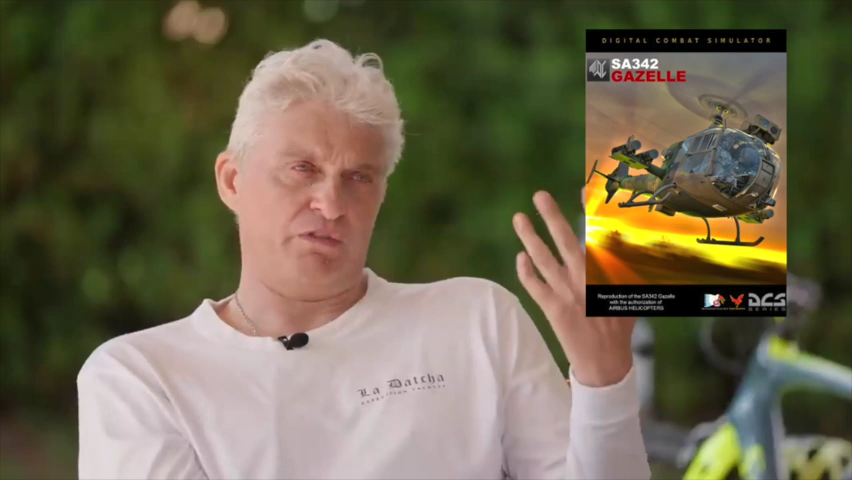 DIGITAL COMBAT SIMULATOR
SA342
GAZELLE
Reproduction of the SA342 Gazelle
with the authorization of
AIRBUS HELICOPTERS
DCS
SERIES
La Datcha